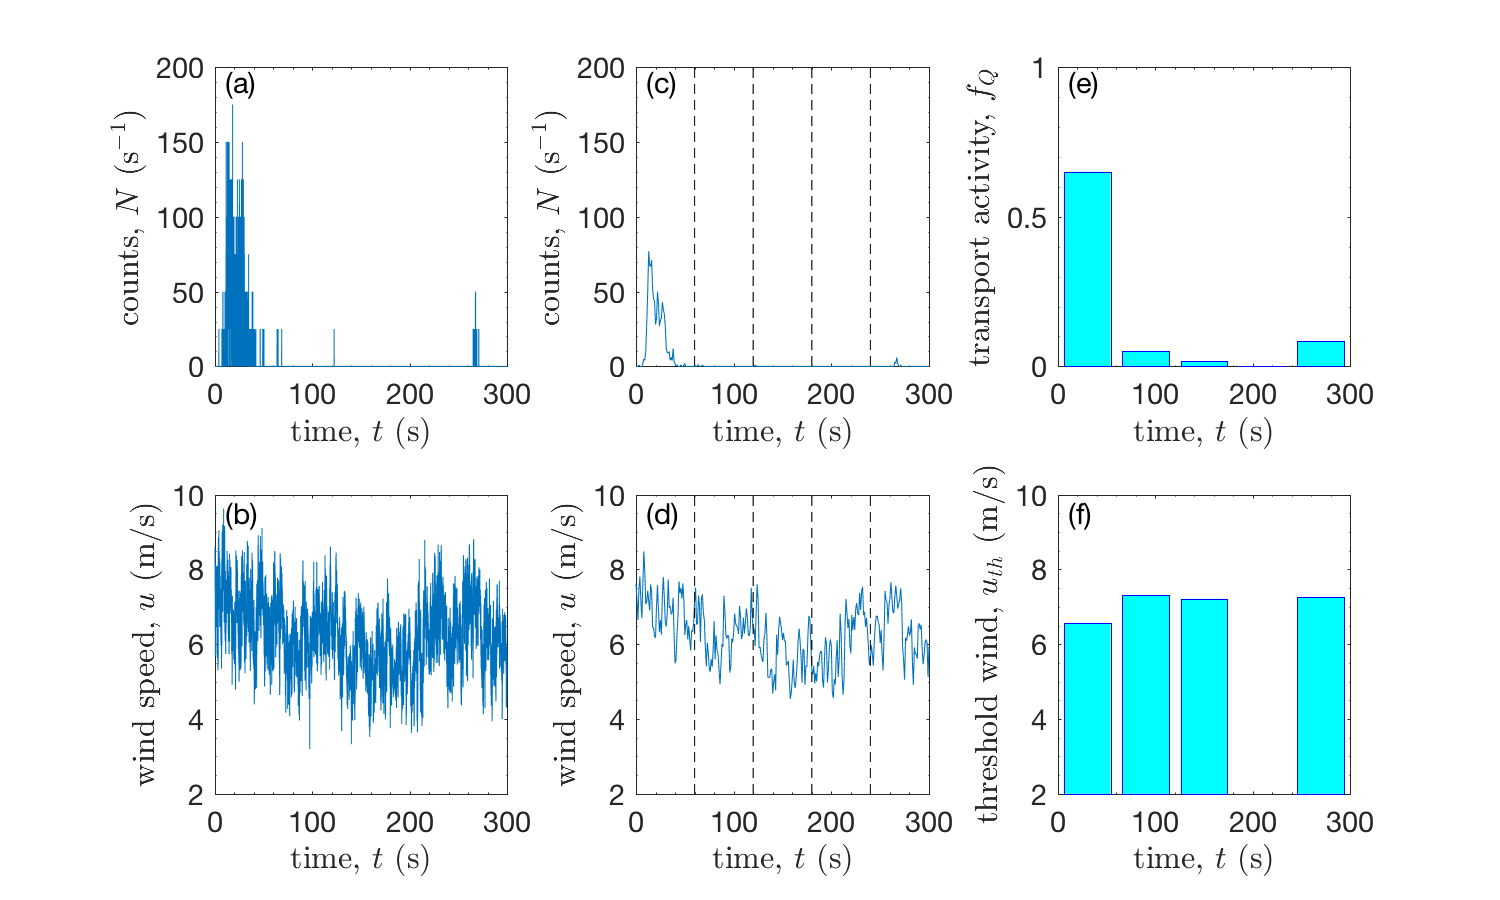 (a)
200
150
100
50
0
0 100 200 300
counts, N (s⁻¹)
time, t (s)
(c)
200
150
100
50
0
0 100 200 300
counts, N (s⁻¹)
time, t (s)
(e)
1
0.5
0
0 100 200 300
transport activity, f_Q
time, t (s)
(b)
10
8
6
4
2
0 100 200 300
wind speed, u (m/s)
time, t (s)
(d)
10
8
6
4
2
0 100 200 300
wind speed, u (m/s)
time, t (s)
(f)
10
8
6
4
2
0 100 200 300
threshold wind, u_th (m/s)
time, t (s)